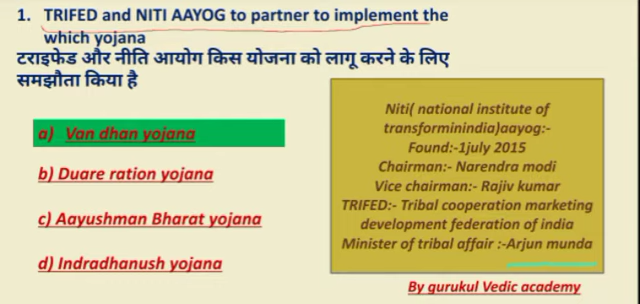 1. TRIFED and NITI AAYOG to partner to implement the
which yojana
टराइफेड और नीति आयोग किस योजना को लागू करने के लिए
समझौता किया है
a) Van dhan yojana
b) Duare ration yojana
c) Aayushman Bharat yojana
d) Indradhanush yojana
Niti( national institute of
transforminindia)aayog:-
Found:-1july 2015
Chairman:- Narendra modi
Vice chairman:- Rajiv kumar
TRIFED:- Tribal cooperation marketing
development federation of india
Minister of tribal affair :-Arjun munda
By gurukul Vedic academy